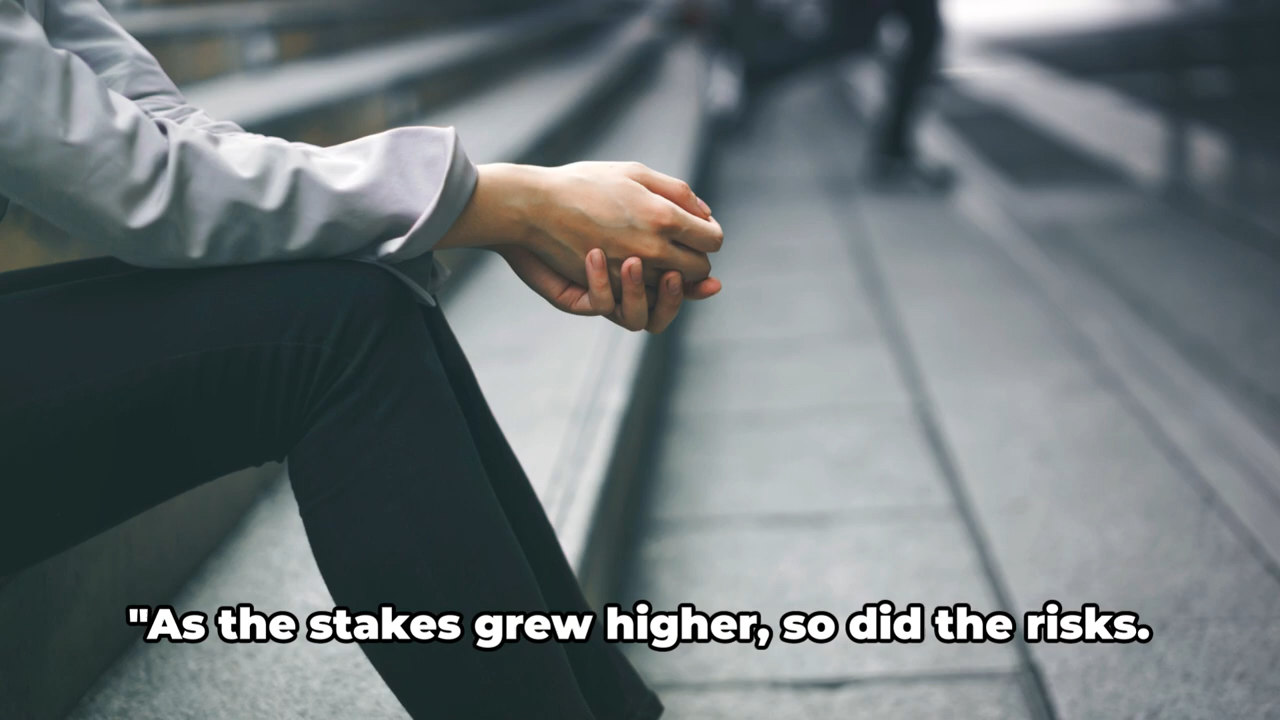 "As the stakes grew higher, so did the risks.